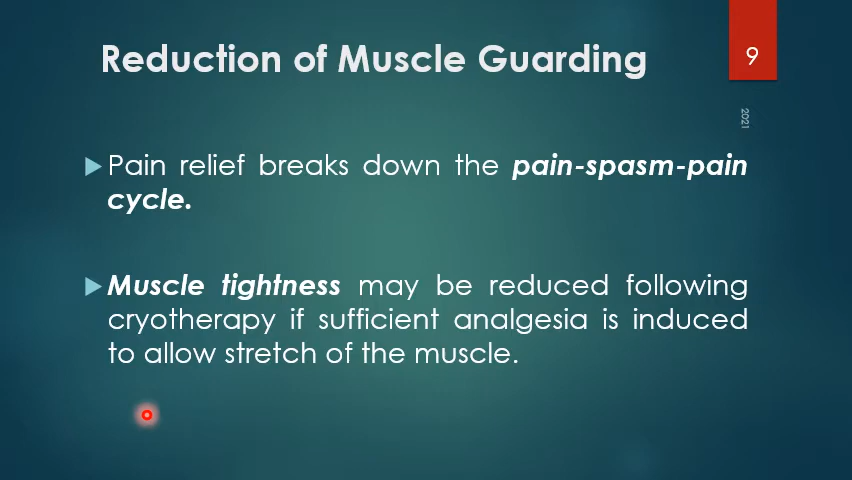 Reduction of Muscle Guarding
9
2021
Pain relief breaks down the pain-spasm-pain
cycle.
Muscle tightness may be reduced following
cryotherapy if sufficient analgesia is induced
to allow stretch of the muscle.